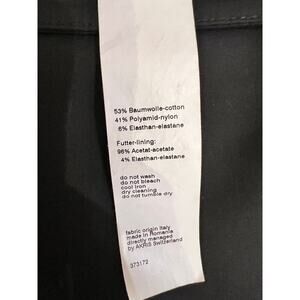 53% Baumwolle-cotton
41% Polyamid-nylon
6% Elasthan-elastane
Futter-lining:
96% Acetat-acetate
4% Elasthan-elastane
do not wash
do not bleach
cool iron
dry cleaning
do not tumble dry
fabric origin Italy
made in Romania
directly managed
by AKRIS Switzerland
373172